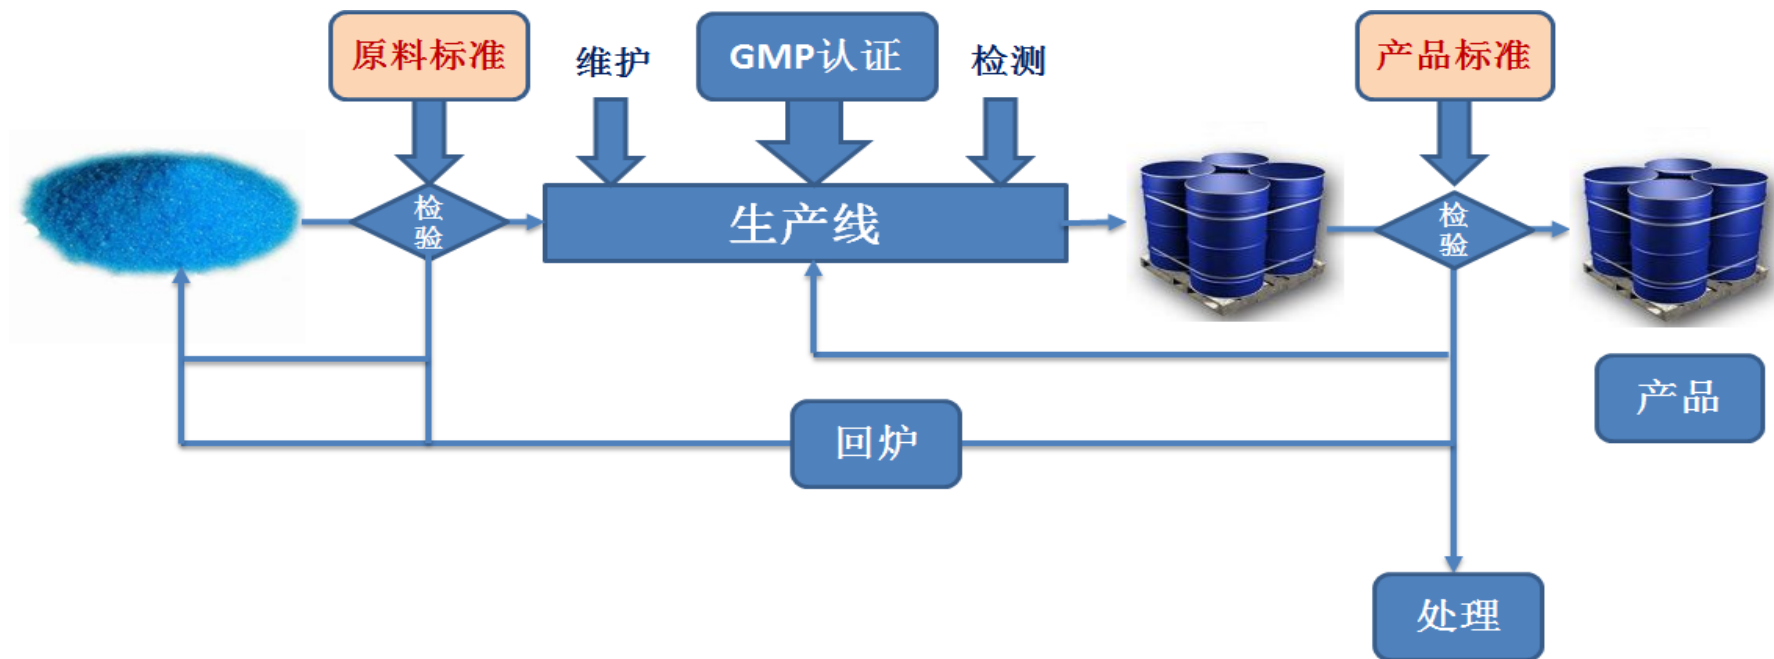 原料标准
维护
GMP认证
检测
产品标准
检
验
生产线
检
验
产品
回炉
处理